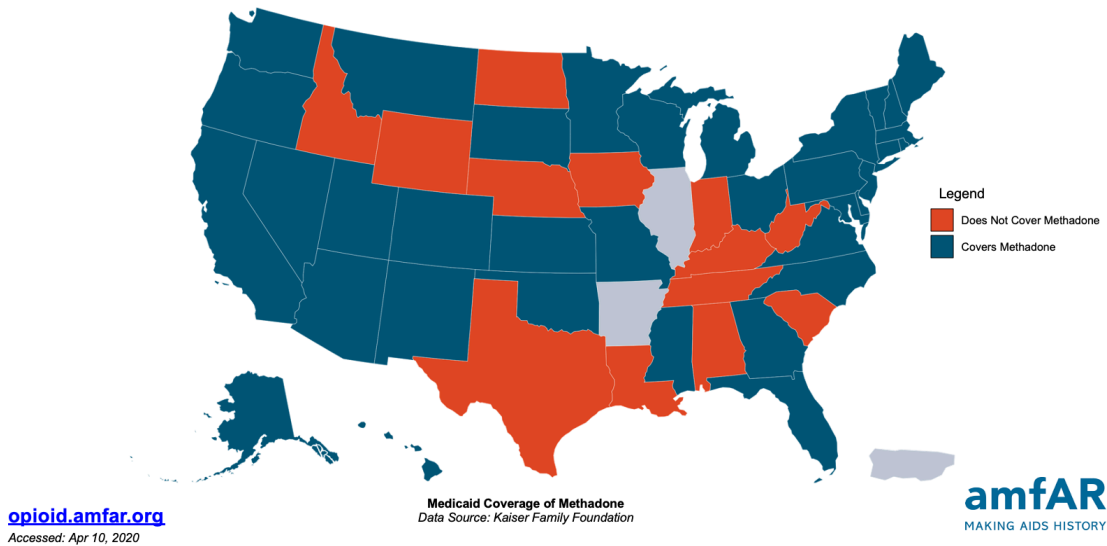 Legend
Does Not Cover Methadone
Covers Methadone
Medicaid Coverage of Methadone
Data Source: Kaiser Family Foundation
opioid.amfar.org
Accessed: Apr 10, 2020
amfAR
MAKING AIDS HISTORY